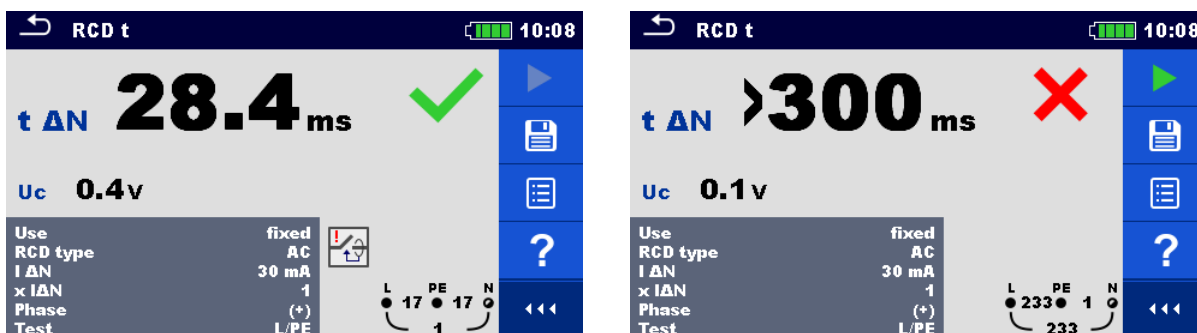 RCD t 10:08
t ΔN 28.4 ms
Uc 0.4 V
Use fixed
RCD type AC
I ΔN 30 mA
x IΔN 1
Phase (+)
Test L/PE
L PE N
17 17
1
?
RCD t 10:08
t ΔN >300 ms
Uc 0.1 V
Use fixed
RCD type AC
I ΔN 30 mA
x IΔN 1
Phase (+)
Test L/PE
L PE N
233 1
233
?